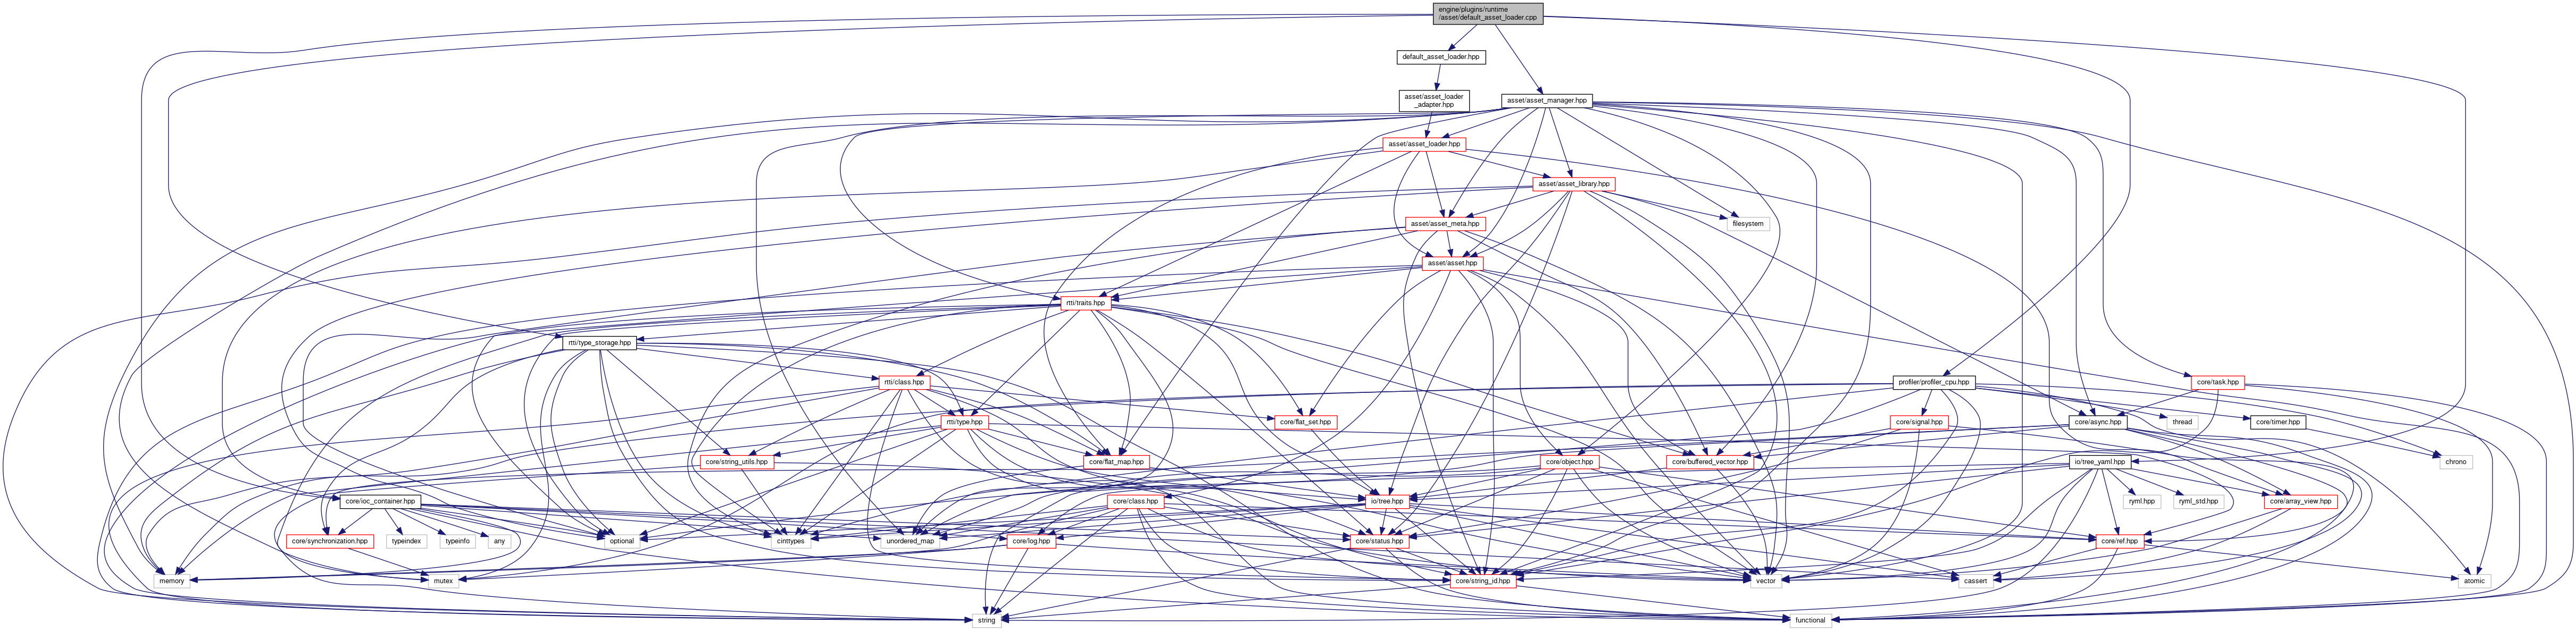 engine/plugins/runtime
/asset/default_asset_loader.cpp
default_asset_loader.hpp
asset/asset_loader
_adapter.hpp
asset/asset_manager.hpp
asset/asset_loader.hpp
asset/asset_library.hpp
asset/asset_meta.hpp
filesystem
asset/asset.hpp
rtti/traits.hpp
rtti/type_storage.hpp
rtti/class.hpp
profiler/profiler_cpu.hpp
core/task.hpp
rtti/type.hpp
core/flat_set.hpp
core/signal.hpp
core/async.hpp
thread
core/timer.hpp
core/string_utils.hpp
core/flat_map.hpp
core/object.hpp
core/buffered_vector.hpp
io/tree_yaml.hpp
chrono
core/ioc_container.hpp
core/class.hpp
io/tree.hpp
ryml.hpp
ryml_std.hpp
core/array_view.hpp
core/synchronization.hpp
typeindex
typeinfo
any
optional
cinttypes
unordered_map
core/log.hpp
core/status.hpp
core/ref.hpp
memory
mutex
core/string_id.hpp
vector
cassert
atomic
string
functional